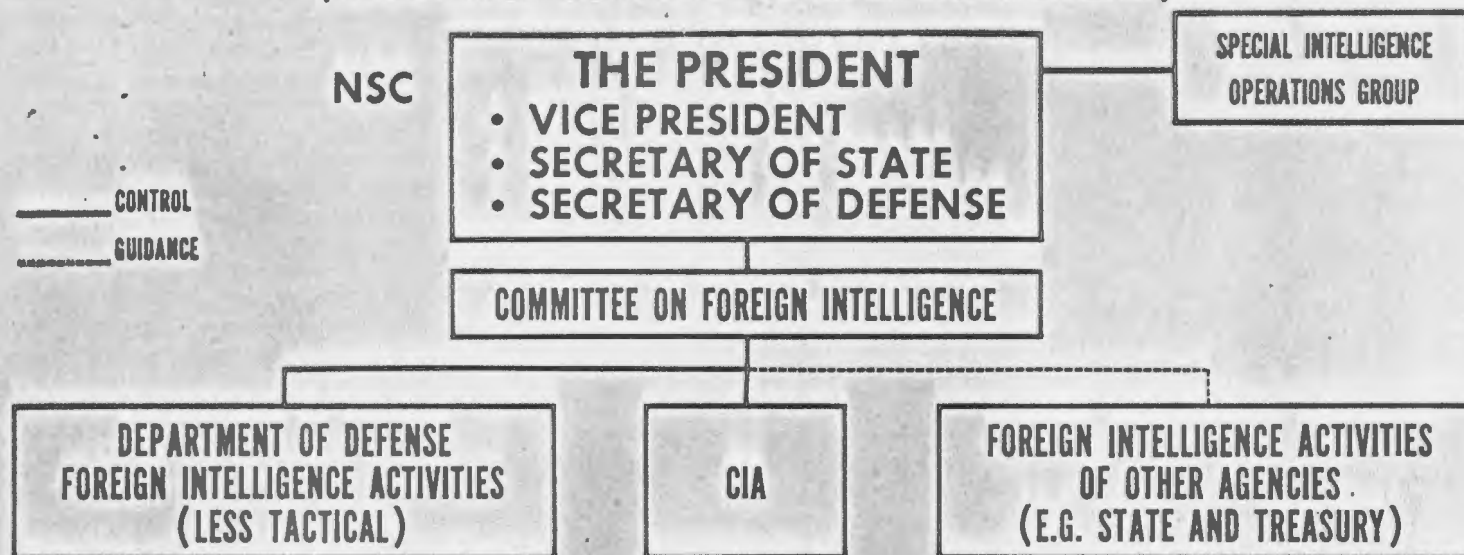 NSC
THE PRESIDENT
• VICE PRESIDENT
• SECRETARY OF STATE
• SECRETARY OF DEFENSE
SPECIAL INTELLIGENCE
OPERATIONS GROUP
CONTROL
GUIDANCE
COMMITTEE ON FOREIGN INTELLIGENCE
DEPARTMENT OF DEFENSE
FOREIGN INTELLIGENCE ACTIVITIES
(LESS TACTICAL)
CIA
FOREIGN INTELLIGENCE ACTIVITIES
OF OTHER AGENCIES
(E.G. STATE AND TREASURY)